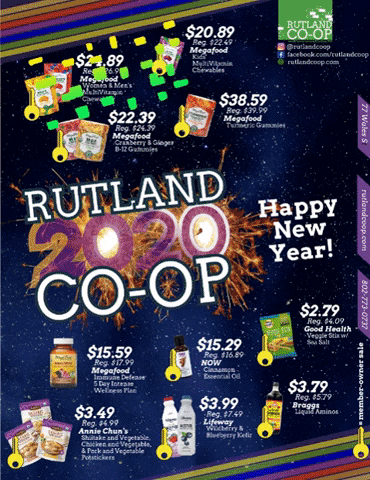 RUTLAND
CO-OP
@rutlandcoop
facebook.com/rutlandcoop
rutlandcoop.com
$20.89
Reg. $22.49
Megafood
Kids
MultiVitamin
Chewables
$24.89
Megafood
Women & Men's
MultiVitamin
$38.59
Reg. $39.99
Megafood
Turmeric Gummies
$22.39
Reg. $24.39
Megafood
Cranberry & Ginger
B-12 Gummies
77 Wales S
rutlandcoop.com
802-773-0737
RUTLAND
2020
CO-OP
Happy
New
Year!
$2.79
Reg. $4.09
Good Health
Veggie Stix w/
Sea Salt
$15.59
Reg. $17.99
Megafood
Immune Defense
5 Day Intense
Wellness Plan
$15.29
Reg. $16.89
NOW
Cinnamon
Essential Oil
$3.79
Reg. $5.79
Braggs
Liquid Aminos
$3.49
Reg. $4.99
Annie Chun's
Shiitake and Vegetable,
Chicken and Vegetable,
& Pork and Vegetable
Potstickers
$3.99
Reg. $7.49
Lifeway
Wildberry &
Blueberry Kefir
= member-owner sale